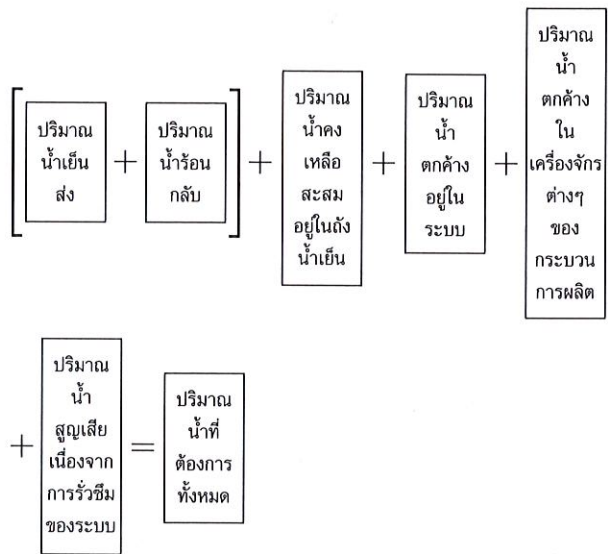 [
ปริมาณ
น้ำเย็น
ส่ง
+
ปริมาณ
น้ำร้อน
กลับ
]
+
ปริมาณ
น้ำคง
เหลือ
สะสม
อยู่ในถัง
น้ำเย็น
+
ปริมาณ
น้ำ
ตกค้าง
อยู่ใน
ระบบ
+
ปริมาณ
น้ำ
ตกค้าง
ใน
เครื่องจักร
ต่างๆ
ของ
กระบวน
การผลิต
+
ปริมาณ
น้ำ
สูญเสีย
เนื่องจาก
การรั่วซึม
ของระบบ
=
ปริมาณ
น้ำที่
ต้องการ
ทั้งหมด